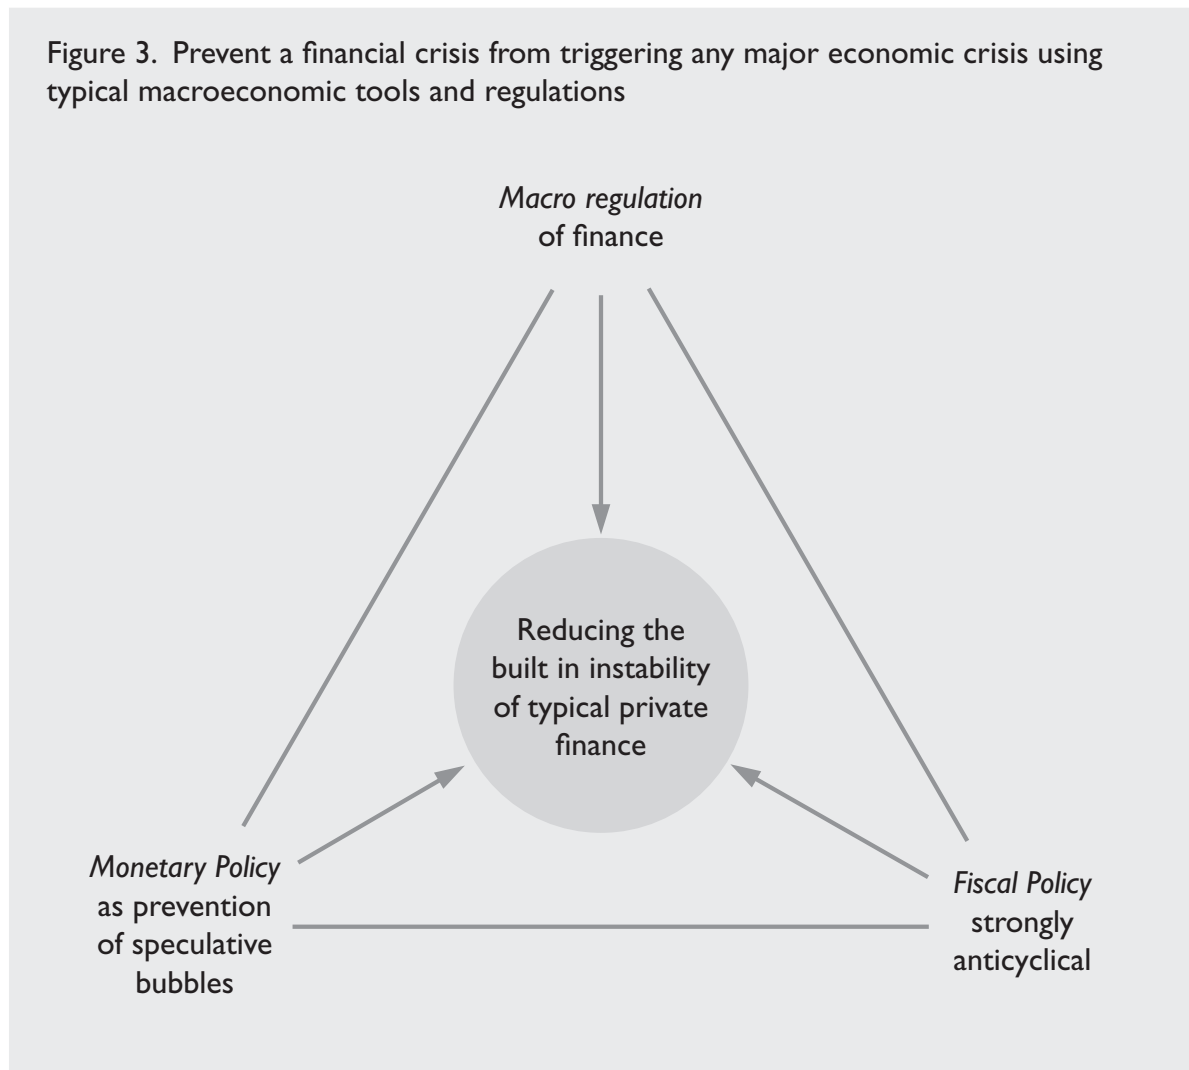 Figure 3. Prevent a financial crisis from triggering any major economic crisis using
typical macroeconomic tools and regulations
Macro regulation
of finance
Reducing the
built in instability
of typical private
finance
Monetary Policy
as prevention
of speculative
bubbles
Fiscal Policy
strongly
anticyclical